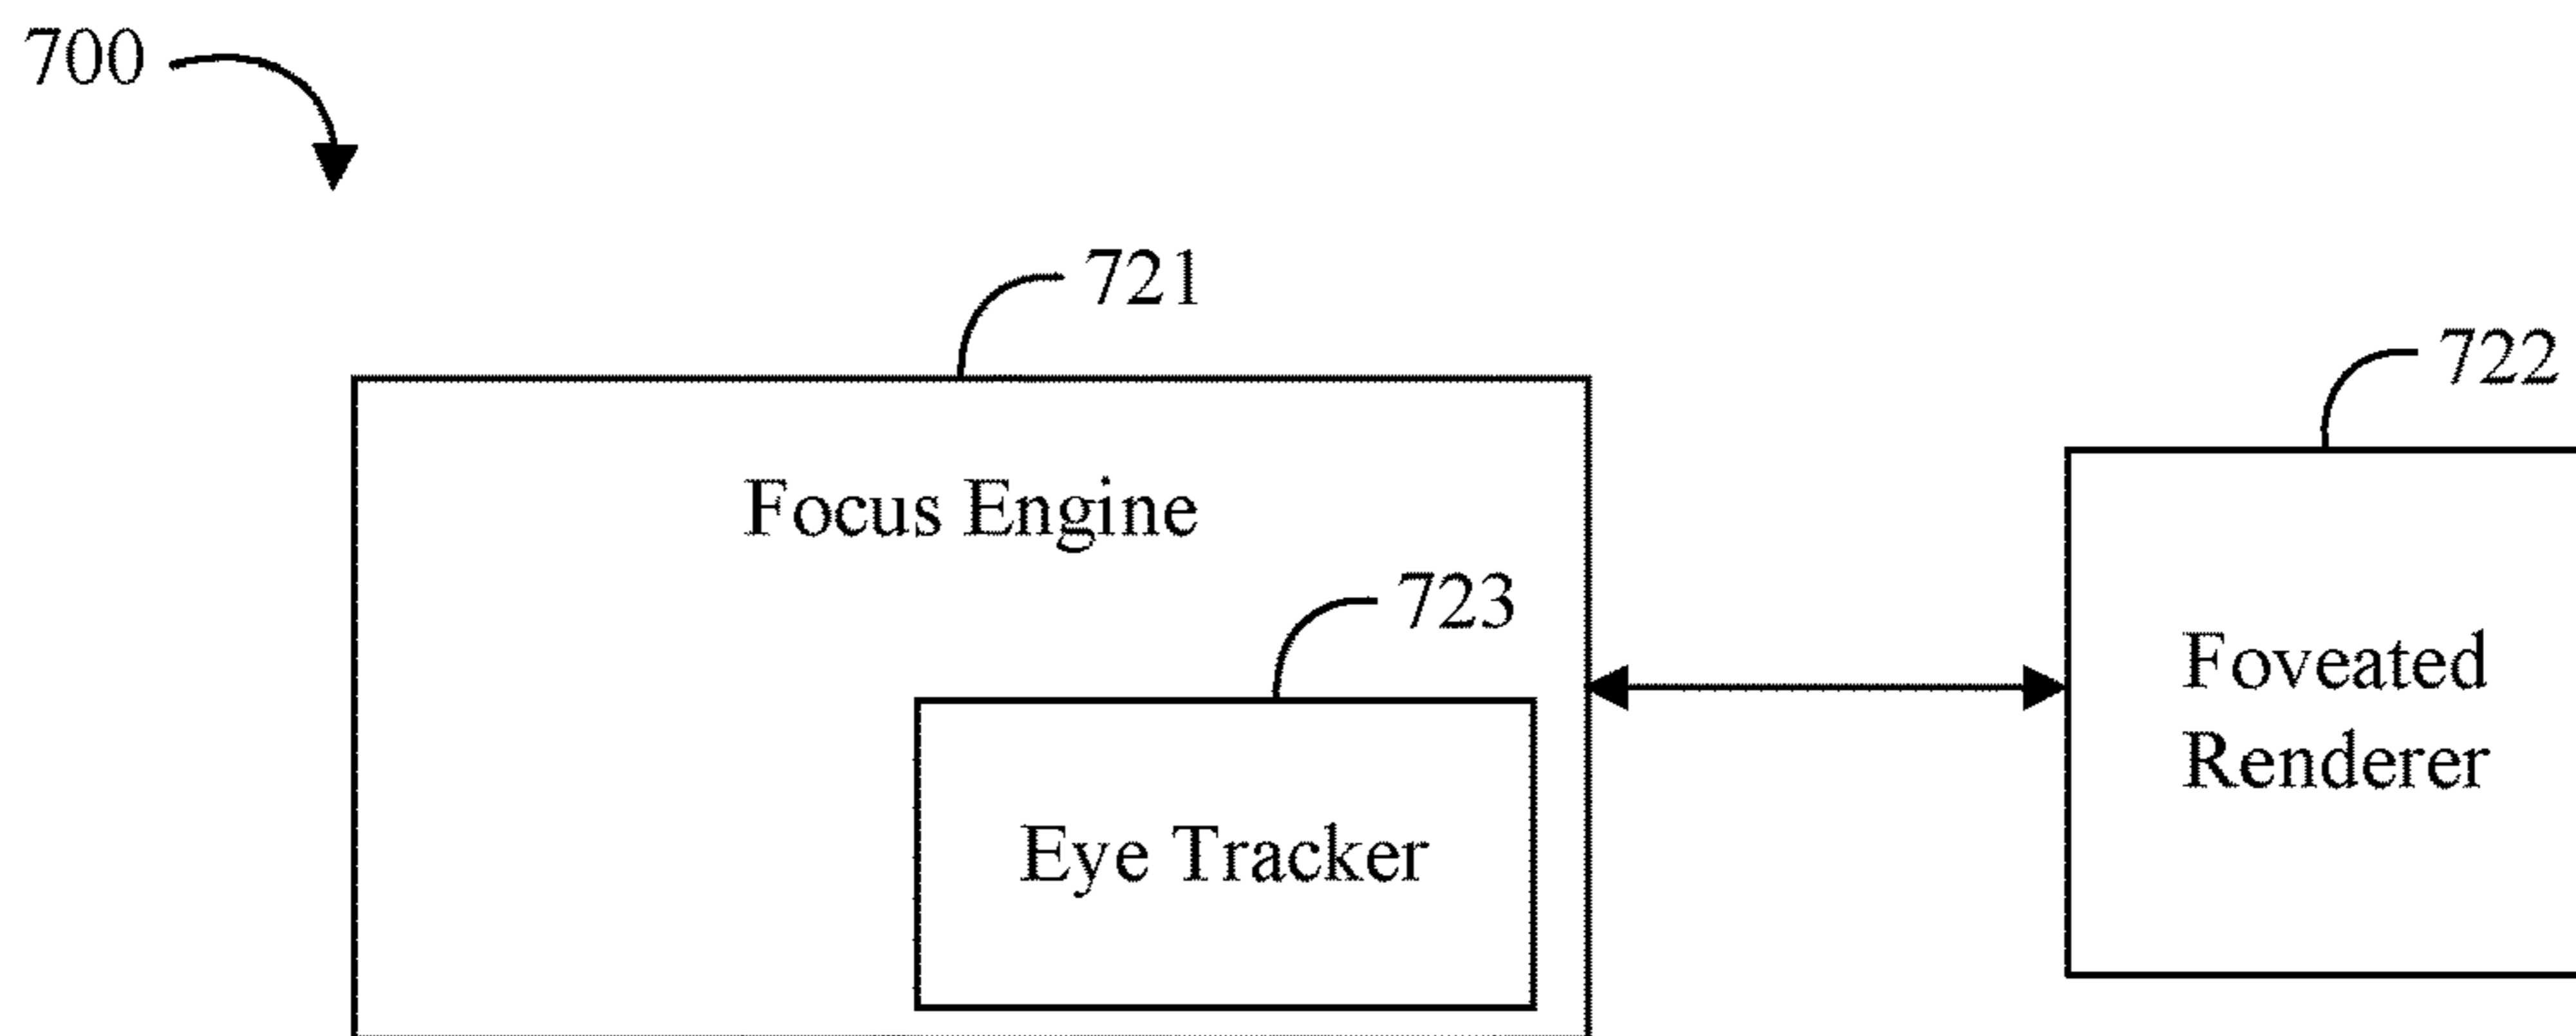 700
721
722
Focus Engine
723
Foveated
Renderer
Eye Tracker